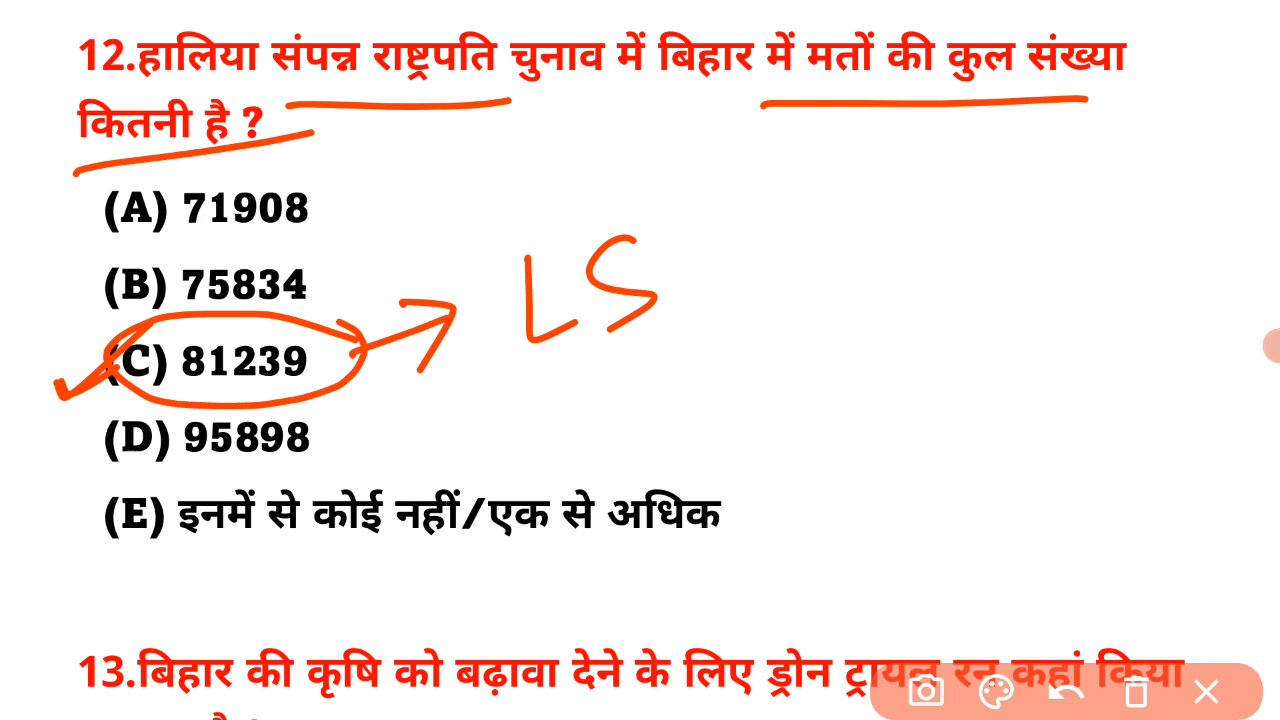 12.हालिया संपन्न राष्ट्रपति चुनाव में बिहार में मतों की कुल संख्या
कितनी है ?
(A) 71908
(B) 75834
(C) 81239
LS
(D) 95898
(E) इनमें से कोई नहीं/एक से अधिक
13.बिहार की कृषि को बढ़ावा देने के लिए ड्रोन ट्रायल रन कहां किया